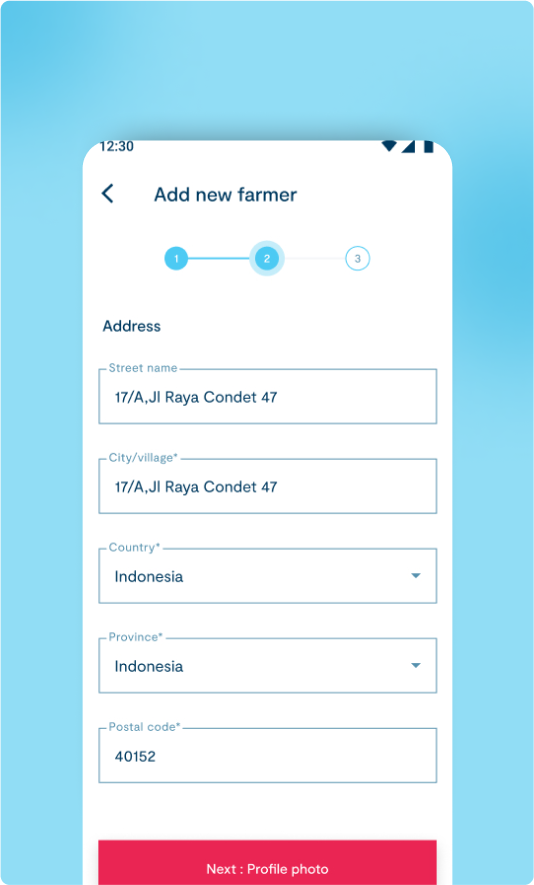 12:30
Add new farmer
1 2 3
Address
Street name
17/A,Jl Raya Condet 47
City/village*
17/A,Jl Raya Condet 47
Country*
Indonesia
Province*
Indonesia
Postal code*
40152
Next : Profile photo